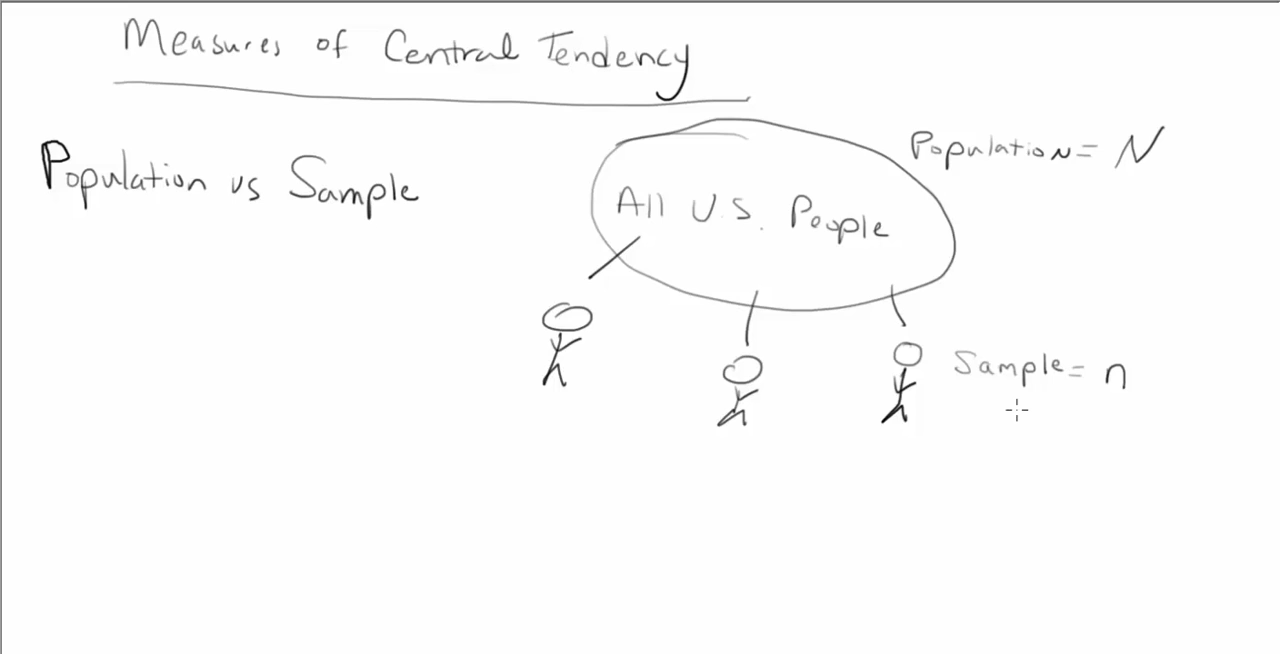 Measures of Central Tendency
Population vs Sample
Population = N
All U.S. People
Sample = n